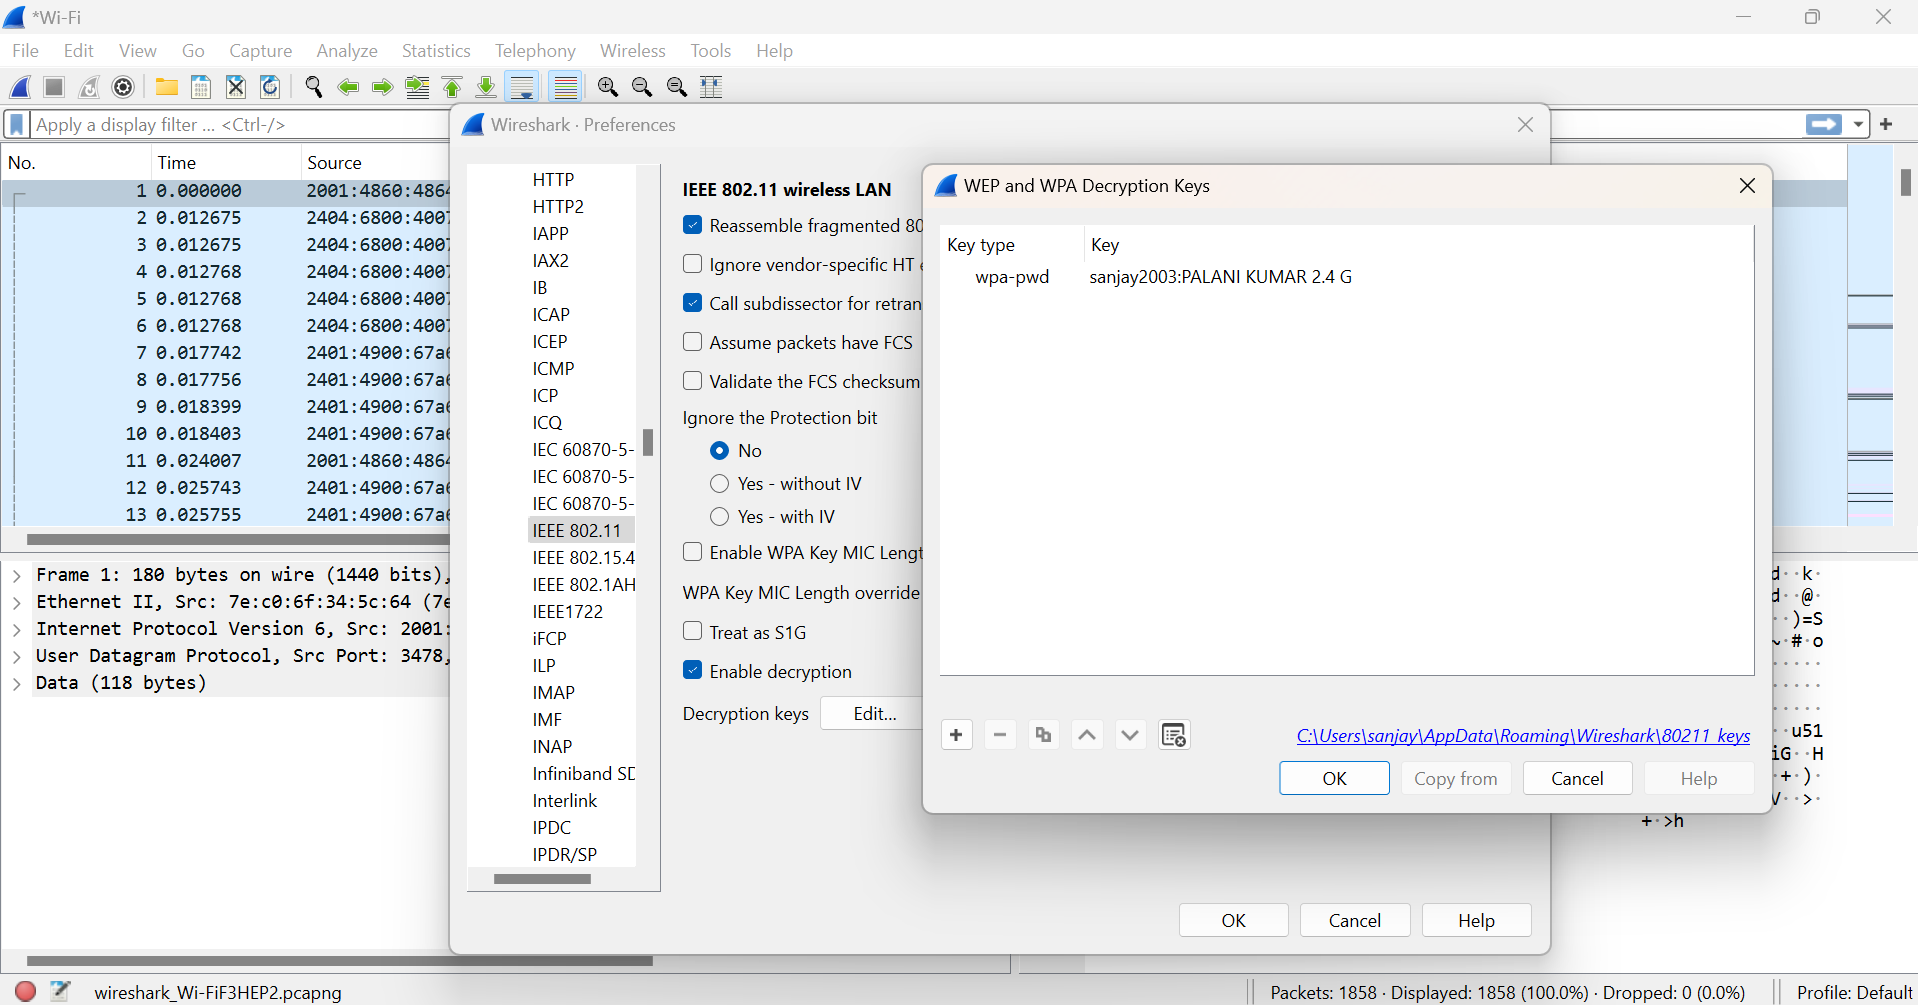 *Wi-Fi
File Edit View Go Capture Analyze Statistics Telephony Wireless Tools Help
Apply a display filter ... <Ctrl-/>
No. Time Source
1 0.000000 2001:4860:4864
2 0.012675 2404:6800:4007
3 0.012675 2404:6800:4007
4 0.012768 2404:6800:4007
5 0.012768 2404:6800:4007
6 0.012768 2404:6800:4007
7 0.017742 2401:4900:67a6
8 0.017756 2401:4900:67a6
9 0.018399 2401:4900:67a6
10 0.018403 2401:4900:67a6
11 0.024007 2001:4860:4864
12 0.025743 2401:4900:67a6
13 0.025755 2401:4900:67a6
Frame 1: 180 bytes on wire (1440 bits),
Ethernet II, Src: 7e:c0:6f:34:5c:64 (7e
Internet Protocol Version 6, Src: 2001:
User Datagram Protocol, Src Port: 3478,
Data (118 bytes)
Wireshark · Preferences
HTTP
HTTP2
IAPP
IAX2
IB
ICAP
ICEP
ICMP
ICP
ICQ
IEC 60870-5-
IEC 60870-5-
IEC 60870-5-
IEEE 802.11
IEEE 802.15.4
IEEE 802.1AH
IEEE1722
iFCP
ILP
IMAP
IMF
INAP
Infiniband SD
Interlink
IPDC
IPDR/SP
IEEE 802.11 wireless LAN
Reassemble fragmented 80
Ignore vendor-specific HT e
Call subdissector for retran
Assume packets have FCS
Validate the FCS checksum
Ignore the Protection bit
No
Yes - without IV
Yes - with IV
Enable WPA Key MIC Lengt
WPA Key MIC Length override
Treat as S1G
Enable decryption
Decryption keys Edit...
OK Cancel Help
WEP and WPA Decryption Keys
Key type Key
wpa-pwd sanjay2003:PALANI KUMAR 2.4 G
C:\Users\sanjay\AppData\Roaming\Wireshark\80211_keys
OK Copy from Cancel Help
d··k·
d··@·
··)=S
~·#·o
·····
·····
·····
··u51
iG··H
·+·)·
V··>·
+·>h
wireshark_Wi-FiF3HEP2.pcapng
Packets: 1858 · Displayed: 1858 (100.0%) · Dropped: 0 (0.0%)
Profile: Default